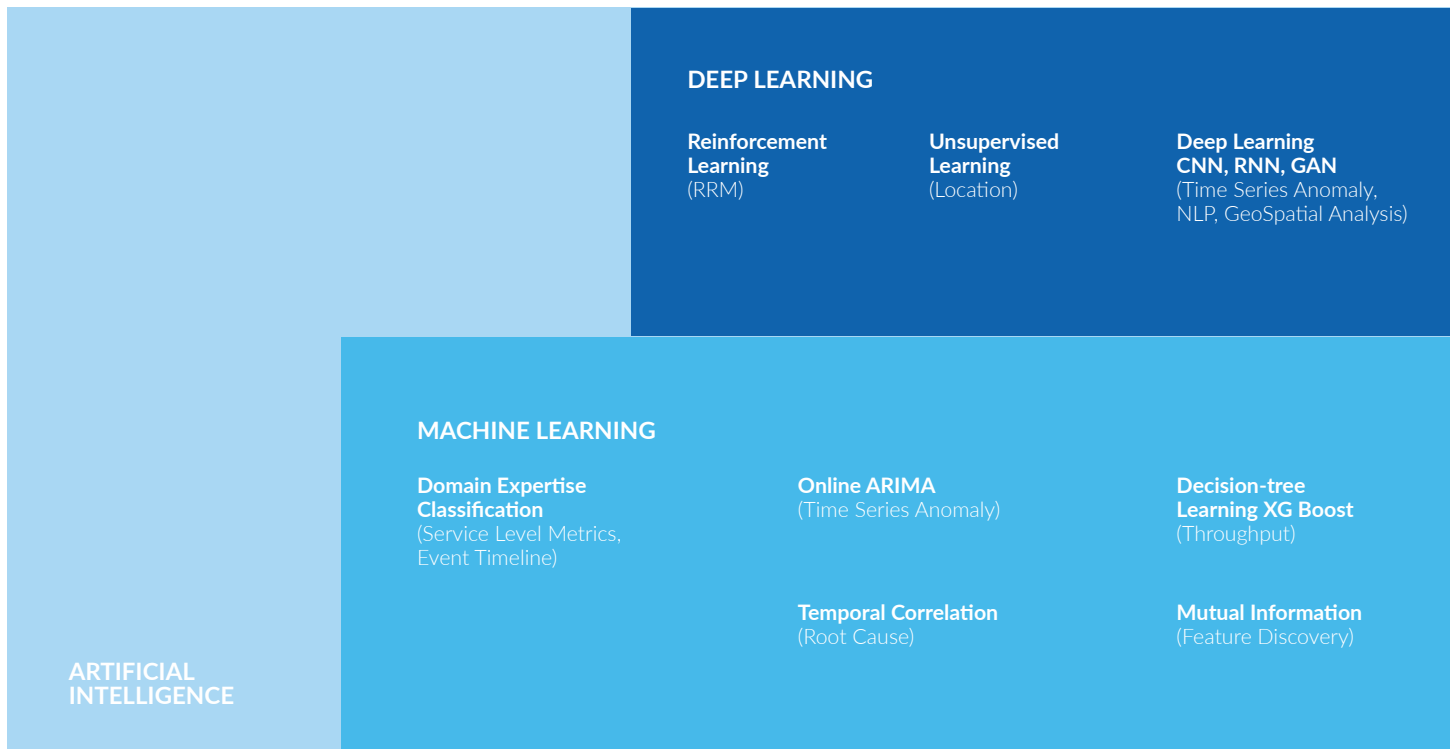 DEEP LEARNING
Reinforcement
Learning
(RRM)
Unsupervised
Learning
(Location)
Deep Learning
CNN, RNN, GAN
(Time Series Anomaly,
NLP, GeoSpatial Analysis)
MACHINE LEARNING
Domain Expertise
Classification
(Service Level Metrics,
Event Timeline)
Online ARIMA
(Time Series Anomaly)
Decision-tree
Learning XG Boost
(Throughput)
Temporal Correlation
(Root Cause)
Mutual Information
(Feature Discovery)
ARTIFICIAL
INTELLIGENCE